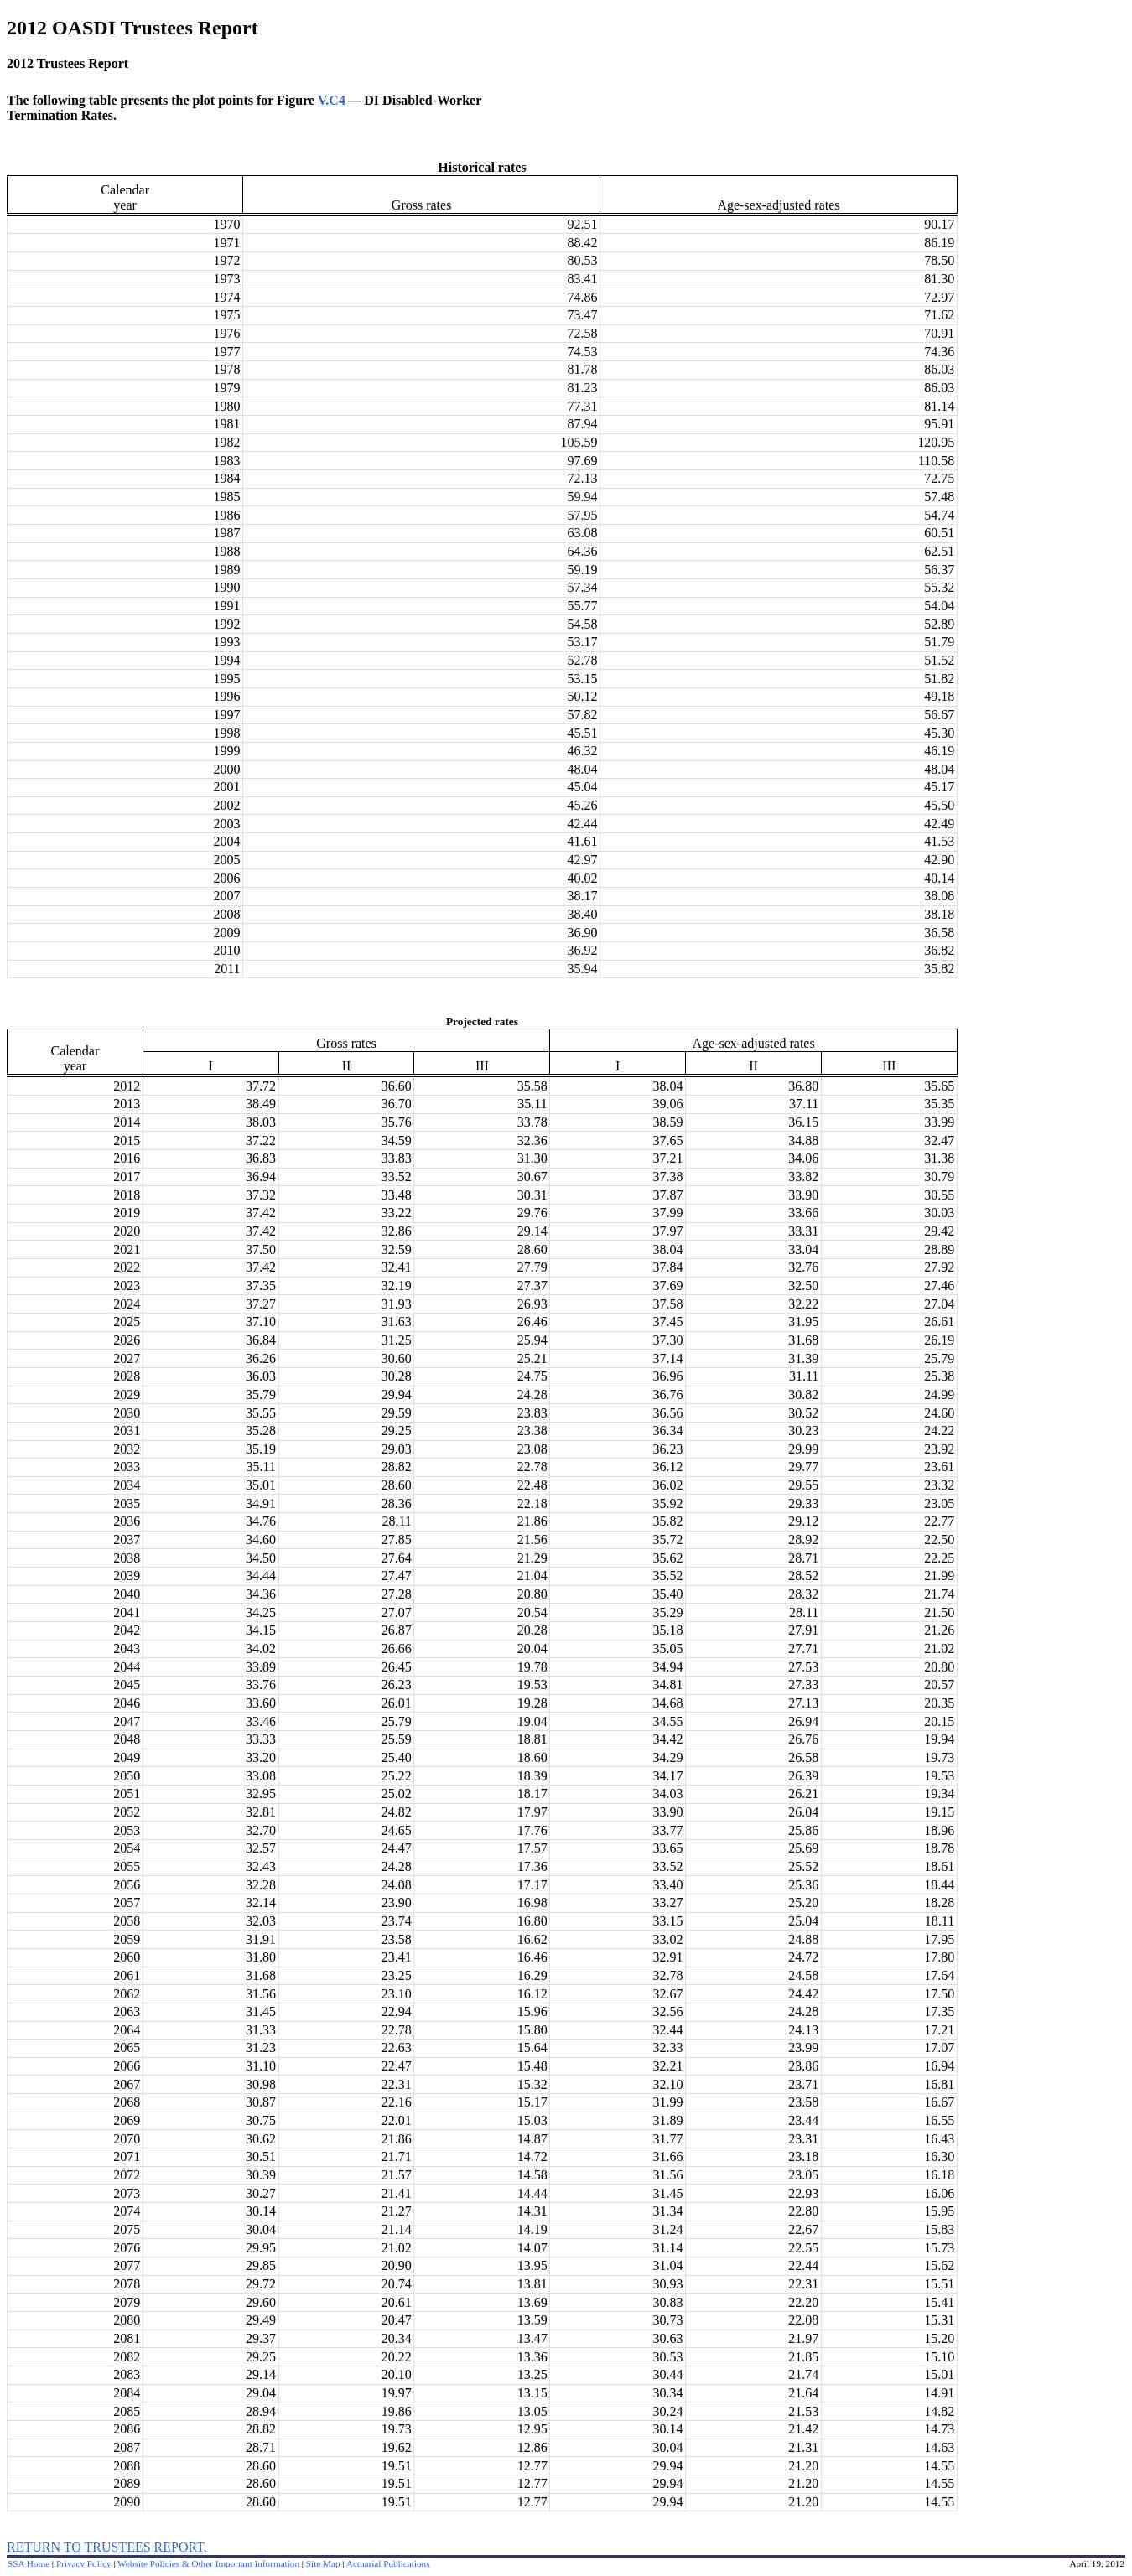 2012 OASDI Trustees Report
2012 Trustees Report
The following table presents the plot points for Figure V.C4 — DI Disabled-Worker
Termination Rates.
Historical rates
Calendar
year Gross rates Age-sex-adjusted rates
1970 92.51 90.17
1971 88.42 86.19
1972 80.53 78.50
1973 83.41 81.30
1974 74.86 72.97
1975 73.47 71.62
1976 72.58 70.91
1977 74.53 74.36
1978 81.78 86.03
1979 81.23 86.03
1980 77.31 81.14
1981 87.94 95.91
1982 105.59 120.95
1983 97.69 110.58
1984 72.13 72.75
1985 59.94 57.48
1986 57.95 54.74
1987 63.08 60.51
1988 64.36 62.51
1989 59.19 56.37
1990 57.34 55.32
1991 55.77 54.04
1992 54.58 52.89
1993 53.17 51.79
1994 52.78 51.52
1995 53.15 51.82
1996 50.12 49.18
1997 57.82 56.67
1998 45.51 45.30
1999 46.32 46.19
2000 48.04 48.04
2001 45.04 45.17
2002 45.26 45.50
2003 42.44 42.49
2004 41.61 41.53
2005 42.97 42.90
2006 40.02 40.14
2007 38.17 38.08
2008 38.40 38.18
2009 36.90 36.58
2010 36.92 36.82
2011 35.94 35.82
Projected rates
Calendar
year Gross rates Age-sex-adjusted rates
I II III I II III
2012 37.72 36.60 35.58 38.04 36.80 35.65
2013 38.49 36.70 35.11 39.06 37.11 35.35
2014 38.03 35.76 33.78 38.59 36.15 33.99
2015 37.22 34.59 32.36 37.65 34.88 32.47
2016 36.83 33.83 31.30 37.21 34.06 31.38
2017 36.94 33.52 30.67 37.38 33.82 30.79
2018 37.32 33.48 30.31 37.87 33.90 30.55
2019 37.42 33.22 29.76 37.99 33.66 30.03
2020 37.42 32.86 29.14 37.97 33.31 29.42
2021 37.50 32.59 28.60 38.04 33.04 28.89
2022 37.42 32.41 27.79 37.84 32.76 27.92
2023 37.35 32.19 27.37 37.69 32.50 27.46
2024 37.27 31.93 26.93 37.58 32.22 27.04
2025 37.10 31.63 26.46 37.45 31.95 26.61
2026 36.84 31.25 25.94 37.30 31.68 26.19
2027 36.26 30.60 25.21 37.14 31.39 25.79
2028 36.03 30.28 24.75 36.96 31.11 25.38
2029 35.79 29.94 24.28 36.76 30.82 24.99
2030 35.55 29.59 23.83 36.56 30.52 24.60
2031 35.28 29.25 23.38 36.34 30.23 24.22
2032 35.19 29.03 23.08 36.23 29.99 23.92
2033 35.11 28.82 22.78 36.12 29.77 23.61
2034 35.01 28.60 22.48 36.02 29.55 23.32
2035 34.91 28.36 22.18 35.92 29.33 23.05
2036 34.76 28.11 21.86 35.82 29.12 22.77
2037 34.60 27.85 21.56 35.72 28.92 22.50
2038 34.50 27.64 21.29 35.62 28.71 22.25
2039 34.44 27.47 21.04 35.52 28.52 21.99
2040 34.36 27.28 20.80 35.40 28.32 21.74
2041 34.25 27.07 20.54 35.29 28.11 21.50
2042 34.15 26.87 20.28 35.18 27.91 21.26
2043 34.02 26.66 20.04 35.05 27.71 21.02
2044 33.89 26.45 19.78 34.94 27.53 20.80
2045 33.76 26.23 19.53 34.81 27.33 20.57
2046 33.60 26.01 19.28 34.68 27.13 20.35
2047 33.46 25.79 19.04 34.55 26.94 20.15
2048 33.33 25.59 18.81 34.42 26.76 19.94
2049 33.20 25.40 18.60 34.29 26.58 19.73
2050 33.08 25.22 18.39 34.17 26.39 19.53
2051 32.95 25.02 18.17 34.03 26.21 19.34
2052 32.81 24.82 17.97 33.90 26.04 19.15
2053 32.70 24.65 17.76 33.77 25.86 18.96
2054 32.57 24.47 17.57 33.65 25.69 18.78
2055 32.43 24.28 17.36 33.52 25.52 18.61
2056 32.28 24.08 17.17 33.40 25.36 18.44
2057 32.14 23.90 16.98 33.27 25.20 18.28
2058 32.03 23.74 16.80 33.15 25.04 18.11
2059 31.91 23.58 16.62 33.02 24.88 17.95
2060 31.80 23.41 16.46 32.91 24.72 17.80
2061 31.68 23.25 16.29 32.78 24.58 17.64
2062 31.56 23.10 16.12 32.67 24.42 17.50
2063 31.45 22.94 15.96 32.56 24.28 17.35
2064 31.33 22.78 15.80 32.44 24.13 17.21
2065 31.23 22.63 15.64 32.33 23.99 17.07
2066 31.10 22.47 15.48 32.21 23.86 16.94
2067 30.98 22.31 15.32 32.10 23.71 16.81
2068 30.87 22.16 15.17 31.99 23.58 16.67
2069 30.75 22.01 15.03 31.89 23.44 16.55
2070 30.62 21.86 14.87 31.77 23.31 16.43
2071 30.51 21.71 14.72 31.66 23.18 16.30
2072 30.39 21.57 14.58 31.56 23.05 16.18
2073 30.27 21.41 14.44 31.45 22.93 16.06
2074 30.14 21.27 14.31 31.34 22.80 15.95
2075 30.04 21.14 14.19 31.24 22.67 15.83
2076 29.95 21.02 14.07 31.14 22.55 15.73
2077 29.85 20.90 13.95 31.04 22.44 15.62
2078 29.72 20.74 13.81 30.93 22.31 15.51
2079 29.60 20.61 13.69 30.83 22.20 15.41
2080 29.49 20.47 13.59 30.73 22.08 15.31
2081 29.37 20.34 13.47 30.63 21.97 15.20
2082 29.25 20.22 13.36 30.53 21.85 15.10
2083 29.14 20.10 13.25 30.44 21.74 15.01
2084 29.04 19.97 13.15 30.34 21.64 14.91
2085 28.94 19.86 13.05 30.24 21.53 14.82
2086 28.82 19.73 12.95 30.14 21.42 14.73
2087 28.71 19.62 12.86 30.04 21.31 14.63
2088 28.60 19.51 12.77 29.94 21.20 14.55
2089 28.60 19.51 12.77 29.94 21.20 14.55
2090 28.60 19.51 12.77 29.94 21.20 14.55
RETURN TO TRUSTEES REPORT.
SSA Home | Privacy Policy | Website Policies & Other Important Information | Site Map | Actuarial Publications April 19, 2012